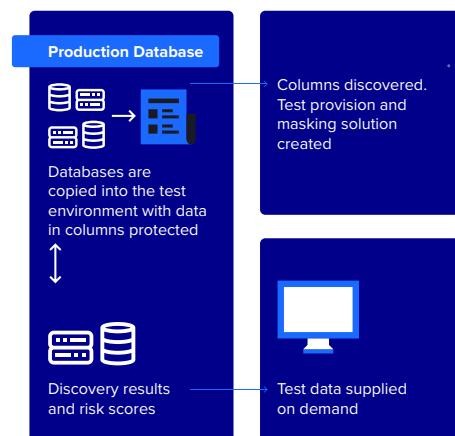 Production Database
Databases are
copied into the test
environment with data
in columns protected
Discovery results
and risk scores
Columns discovered.
Test provision and
masking solution
created
Test data supplied
on demand